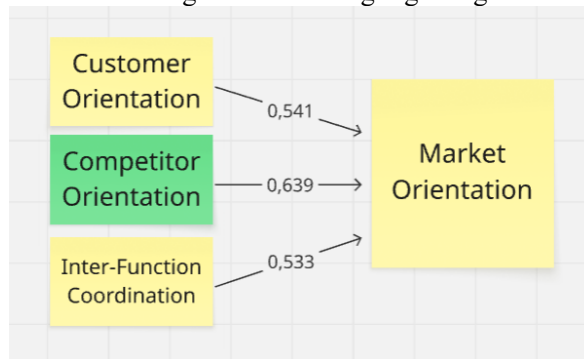 Customer
Orientation
0,541
Competitor
Orientation
0,639
Market
Orientation
Inter-Function
Coordination
0,533